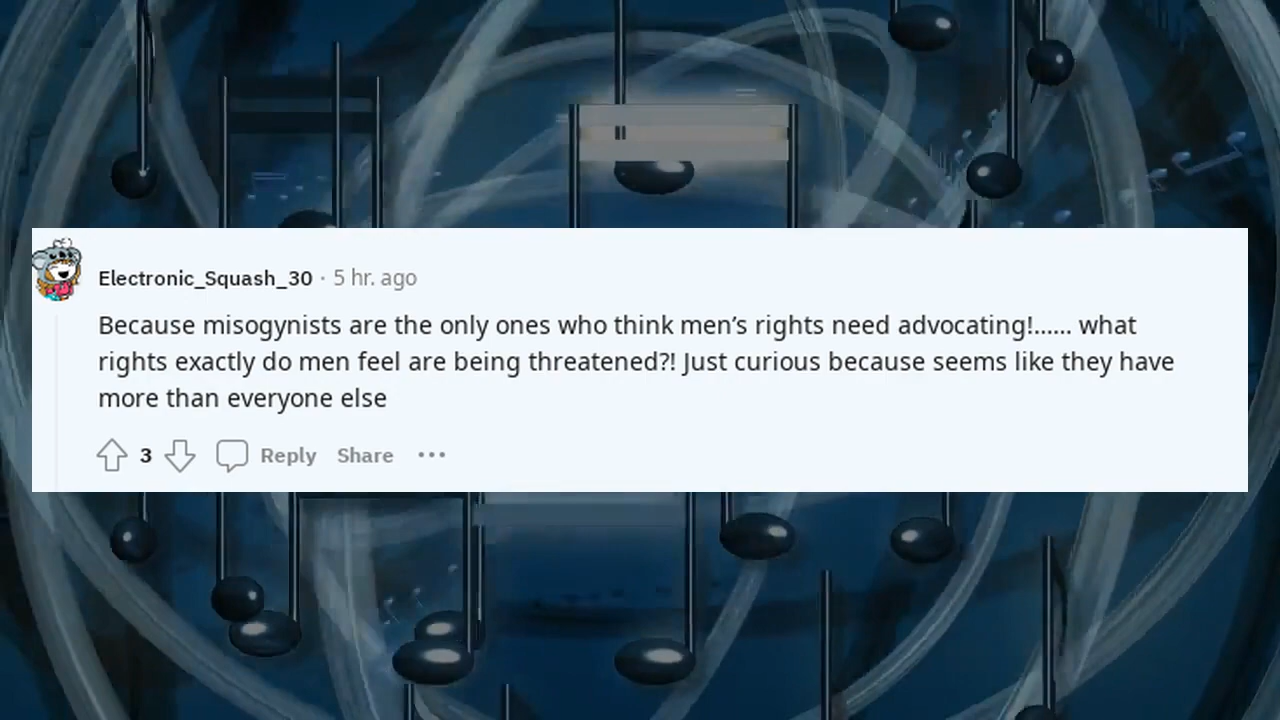 Electronic_Squash_30 · 5 hr. ago
Because misogynists are the only ones who think men’s rights need advocating!...... what
rights exactly do men feel are being threatened?! Just curious because seems like they have
more than everyone else
3 Reply Share ···